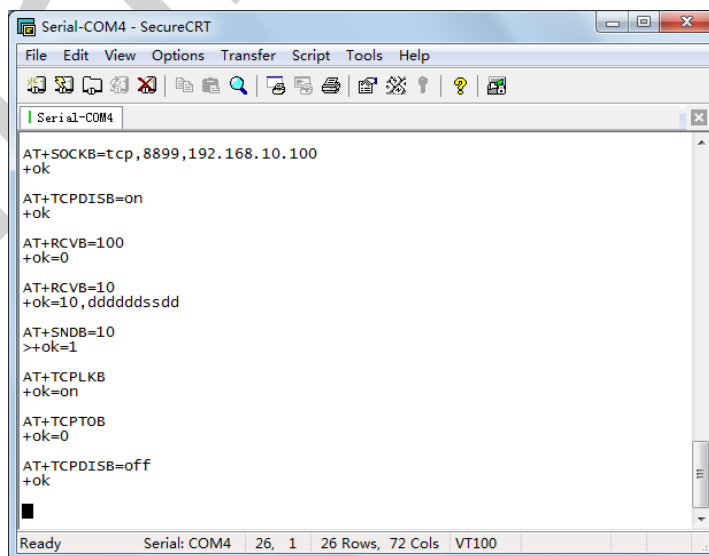 Serial-COM4 - SecureCRT
File Edit View Options Transfer Script Tools Help
Serial-COM4
AT+SOCKB=tcp,8899,192.168.10.100
+ok
AT+TCPDISB=on
+ok
AT+RCVB=100
+ok=0
AT+RCVB=10
+ok=10,ddddddssdd
AT+SNDB=10
>+ok=1
AT+TCPLKB
+ok=on
AT+TCPTOB
+ok=0
AT+TCPDISB=off
+ok
Ready Serial: COM4 26, 1 26 Rows, 72 Cols VT100